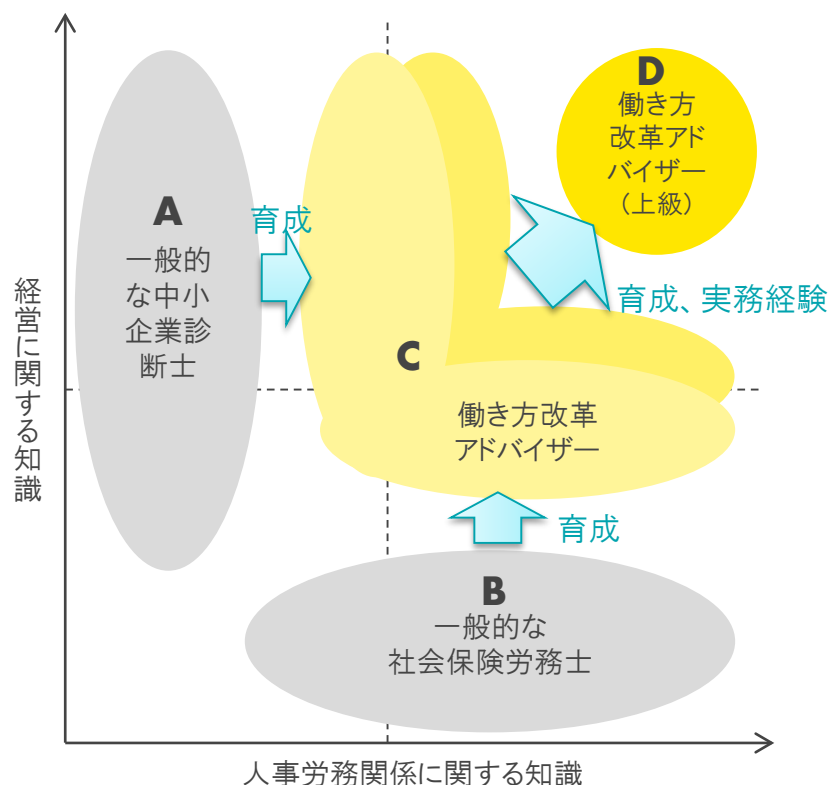 D
働き方
改革アド
バイザー
（上級）
A
育成
一般的
な中小
企業診
断士
育成、実務経験
経営に関する知識
C
働き方改革
アドバイザー
育成
B
一般的な
社会保険労務士
人事労務関係に関する知識